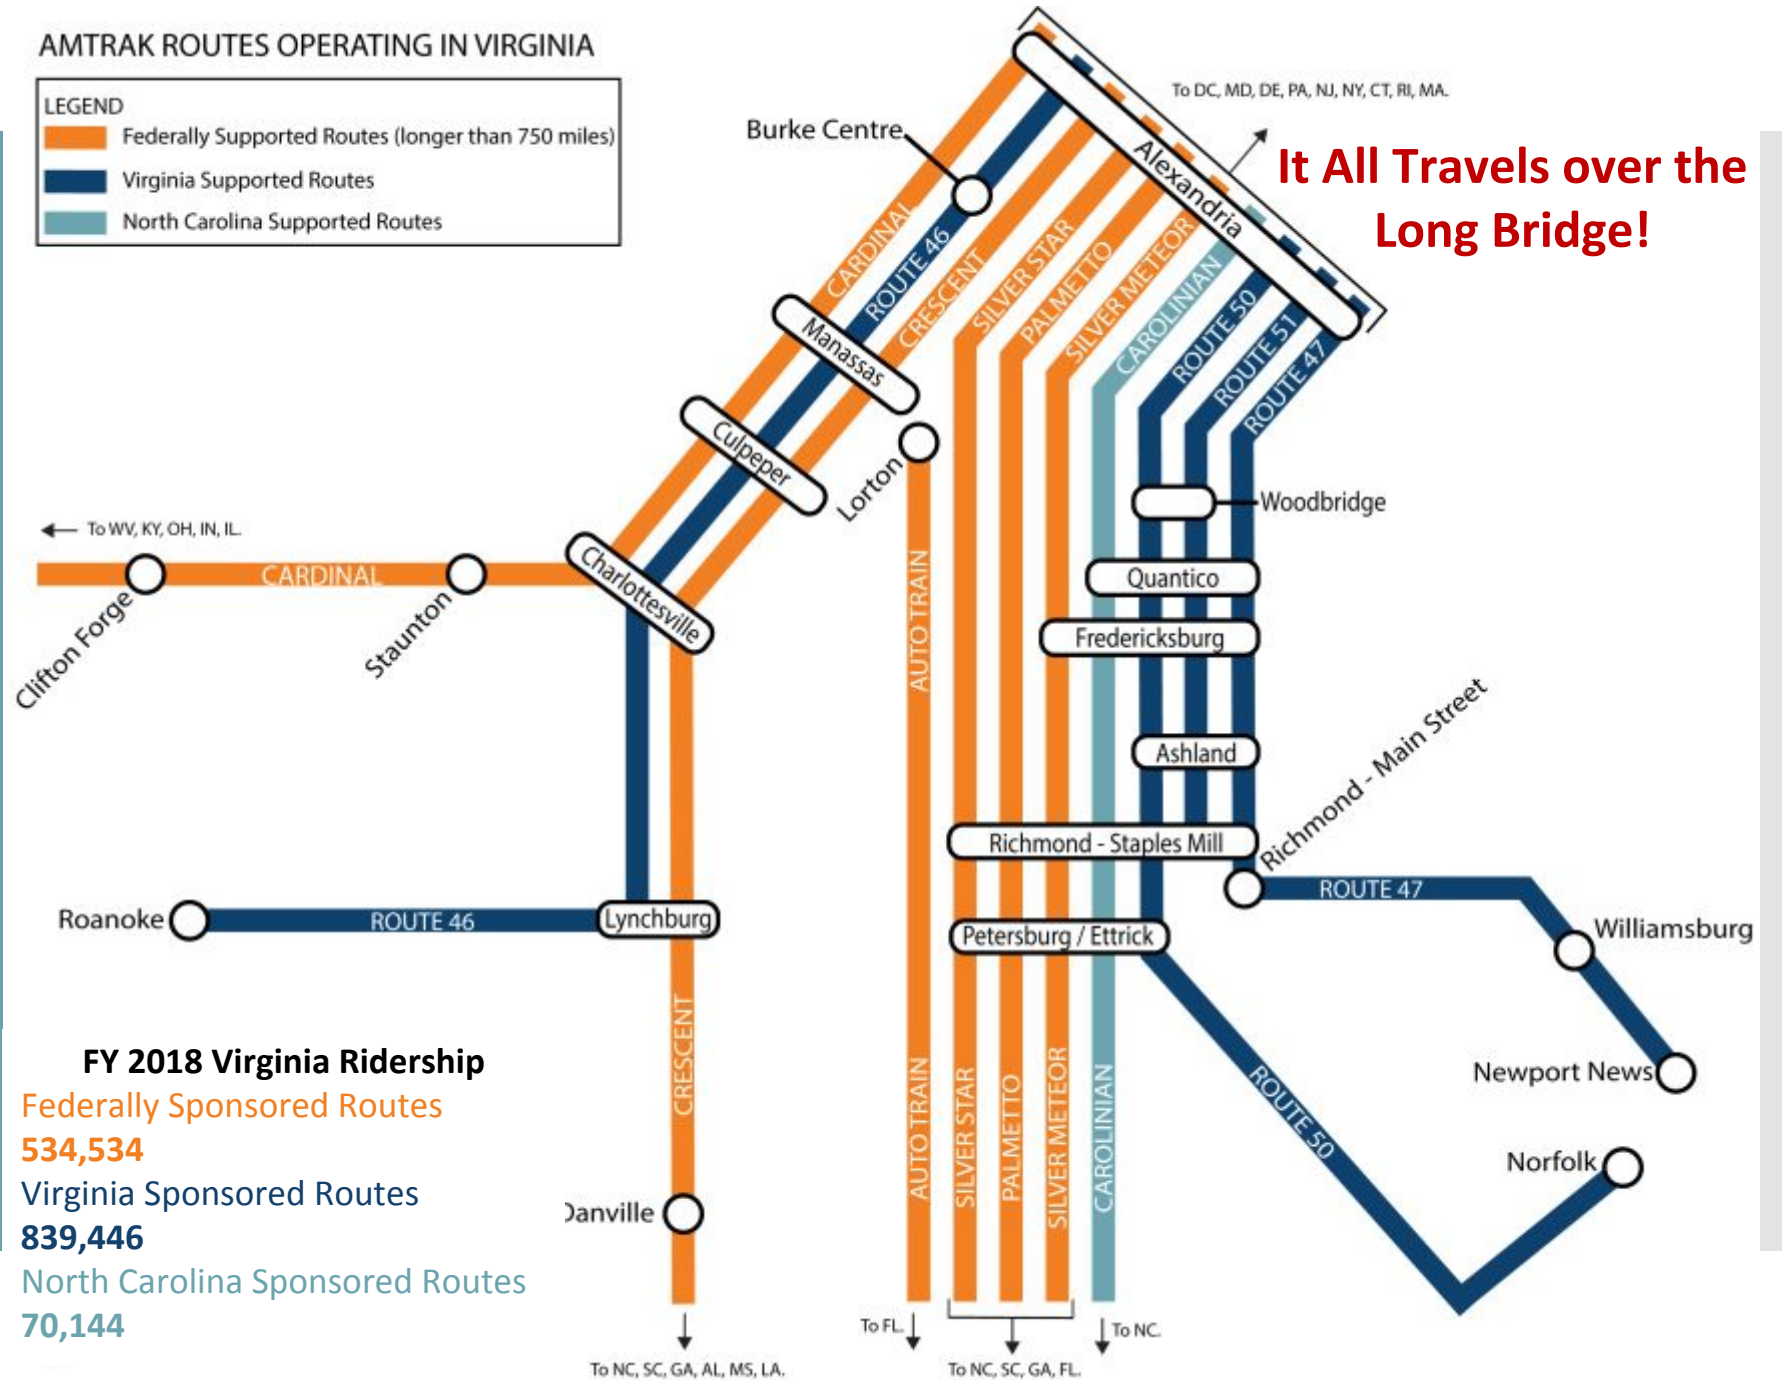 AMTRAK ROUTES OPERATING IN VIRGINIA
LEGEND
Federally Supported Routes (longer than 750 miles)
Virginia Supported Routes
North Carolina Supported Routes
To DC, MD, DE, PA, NJ, NY, CT, RI, MA.
It All Travels over the
Long Bridge!
Burke Centre
Alexandria
CARDINAL
ROUTE 46
CRESCENT
SILVER STAR
PALMETTO
SILVER METEOR
CAROLINIAN
ROUTE 50
ROUTE 51
ROUTE 47
Manassas
Culpeper
Lorton
Woodbridge
To WV, KY, OH, IN, IL.
CARDINAL
Clifton Forge
Staunton
Charlottesville
AUTO TRAIN
Quantico
Fredericksburg
Ashland
Richmond - Staples Mill
Richmond - Main Street
ROUTE 47
Roanoke
ROUTE 46
Lynchburg
Petersburg / Ettrick
Williamsburg
Newport News
Norfolk
ROUTE 50
CRESCENT
AUTO TRAIN
SILVER STAR
PALMETTO
SILVER METEOR
CAROLINIAN
Danville
FY 2018 Virginia Ridership
Federally Sponsored Routes
534,534
Virginia Sponsored Routes
839,446
North Carolina Sponsored Routes
70,144
To FL.
To NC.
To NC, SC, GA, AL, MS, LA.
To NC, SC, GA, FL.